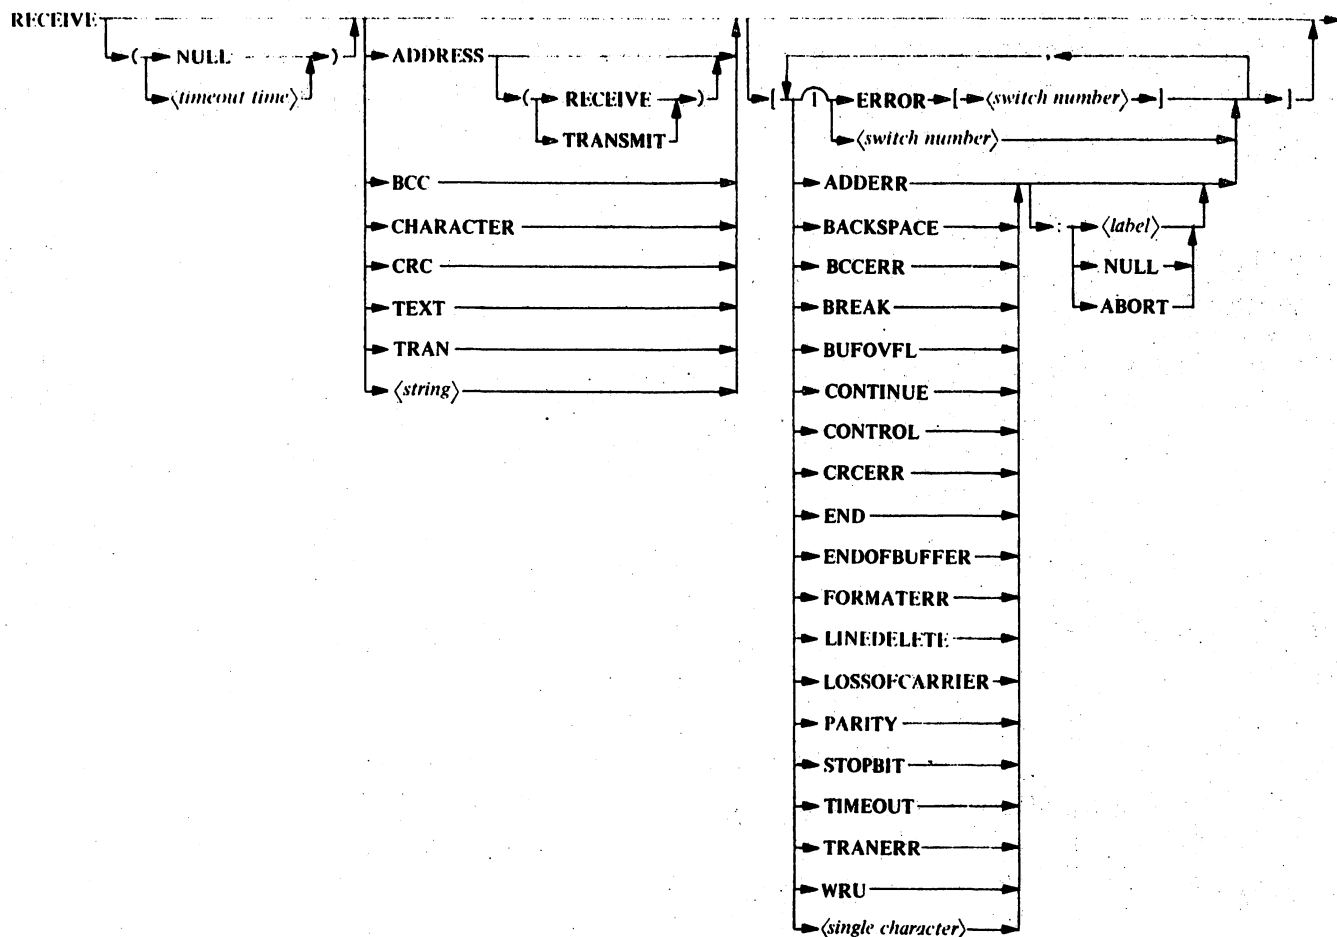 RECEIVE
( NULL )
⟨timeout time⟩
ADDRESS
( RECEIVE )
TRANSMIT
BCC
CHARACTER
CRC
TEXT
TRAN
⟨string⟩
,
[ 1 ERROR [ ⟨switch number⟩ ] ]
⟨switch number⟩
ADDERR
BACKSPACE
BCCERR
BREAK
BUFOVFL
CONTINUE
CONTROL
CRCERR
END
ENDOFBUFFER
FORMATERR
LINEDELETE
LOSSOFCARRIER
PARITY
STOPBIT
TIMEOUT
TRANERR
WRU
⟨single character⟩
: ⟨label⟩
NULL
ABORT